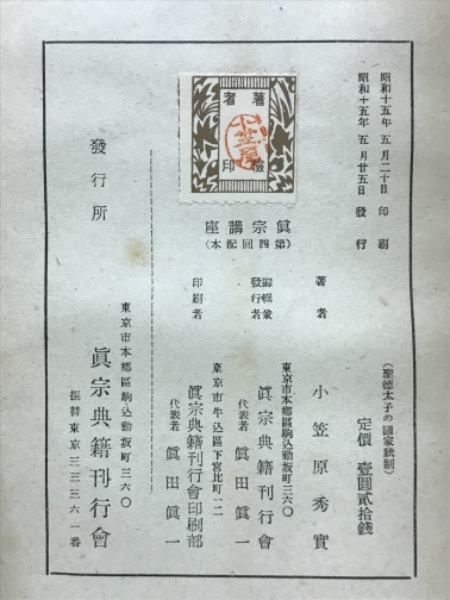 昭和十五年五月二十日印刷
昭和十五年五月廿五日發行
(聖德太子の國家統制)
定價壹圓貳拾錢
著者檢印
小笠原
眞宗講座
(第四回配本)
著者 小笠原秀實
東京市本鄕區駒込動坂町三六〇
編輯兼發行者 眞宗典籍刊行會
代表者 眞田眞一
東京市牛込區下宮比町一二
印刷者 眞宗典籍刊行會印刷部
代表者 眞田眞一
發行所
東京市本鄕區駒込動坂町三六〇
眞宗典籍刊行會
振替東京三三三六一番